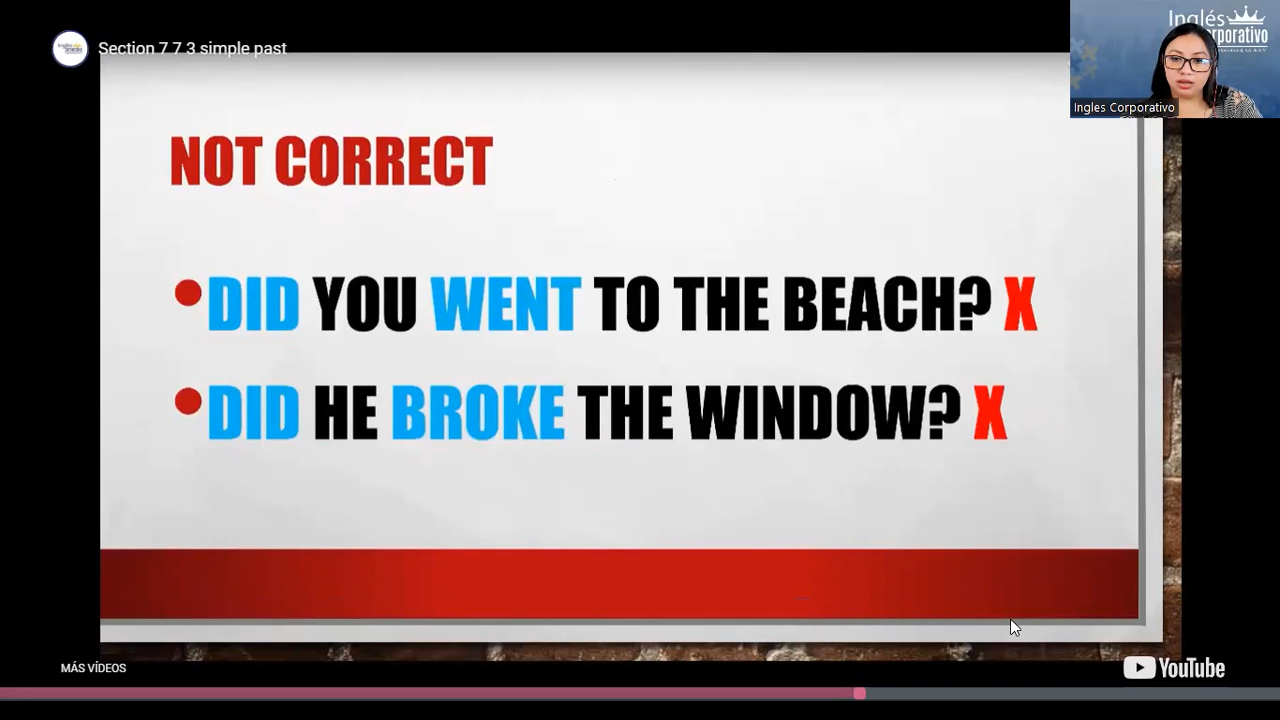 Section 7 7 3 simple past
Inglés
Corporativo
Ingles Corporativo
NOT CORRECT
•DID YOU WENT TO THE BEACH? X
•DID HE BROKE THE WINDOW? X
MÁS VÍDEOS
YouTube